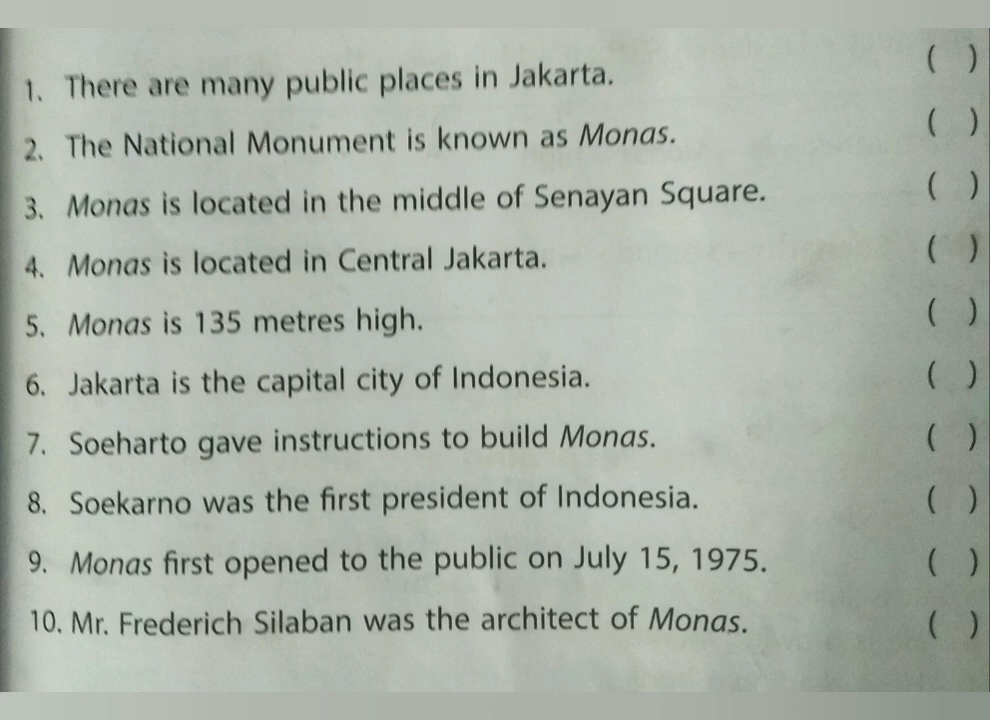 1. There are many public places in Jakarta. ( )
2. The National Monument is known as Monas. ( )
3. Monas is located in the middle of Senayan Square. ( )
4. Monas is located in Central Jakarta. ( )
5. Monas is 135 metres high. ( )
6. Jakarta is the capital city of Indonesia. ( )
7. Soeharto gave instructions to build Monas. ( )
8. Soekarno was the first president of Indonesia. ( )
9. Monas first opened to the public on July 15, 1975. ( )
10. Mr. Frederich Silaban was the architect of Monas. ( )